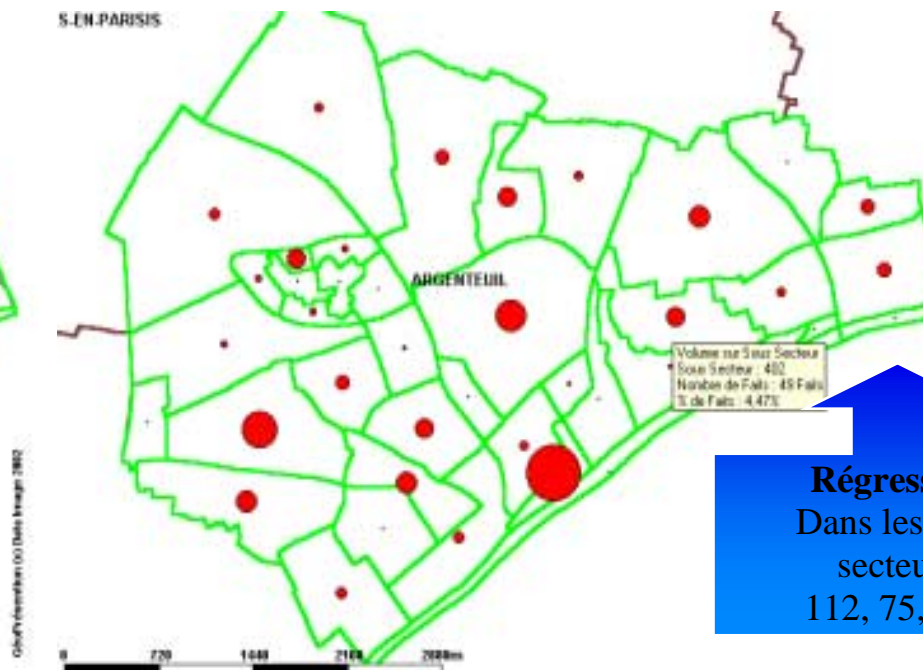 S-EN-PARISIS
ARGENTEUIL
Volume sur Sous Secteur
Sous Secteur : 402
Nombre de Faits : 49 Faits
% de Faits : 4,47%
Régress
Dans les
secteu
112, 75,
GéoPrévention (c) Data Image 2002
0 720 1440 2160 2880ms